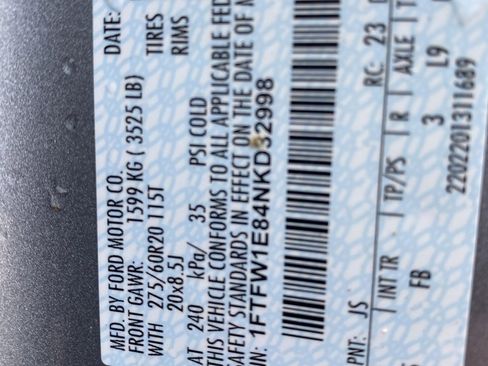 MFD. BY FORD MOTOR CO. DATE:
FRONT GAWR: 1599 KG ( 3525 LB)
WITH 275/60R20 115T TIRES
20x8.5J RIMS
AT 240 kPa/ 35 PSI COLD
THIS VEHICLE CONFORMS TO ALL APPLICABLE FED
SAFETY STANDARDS IN EFFECT ON THE DATE OF M
IN: 1FTFW1E84NKD32998
PNT: JS RC: 23
INT TR TP/PS R AXLE
FB 3 L9
2202201311689